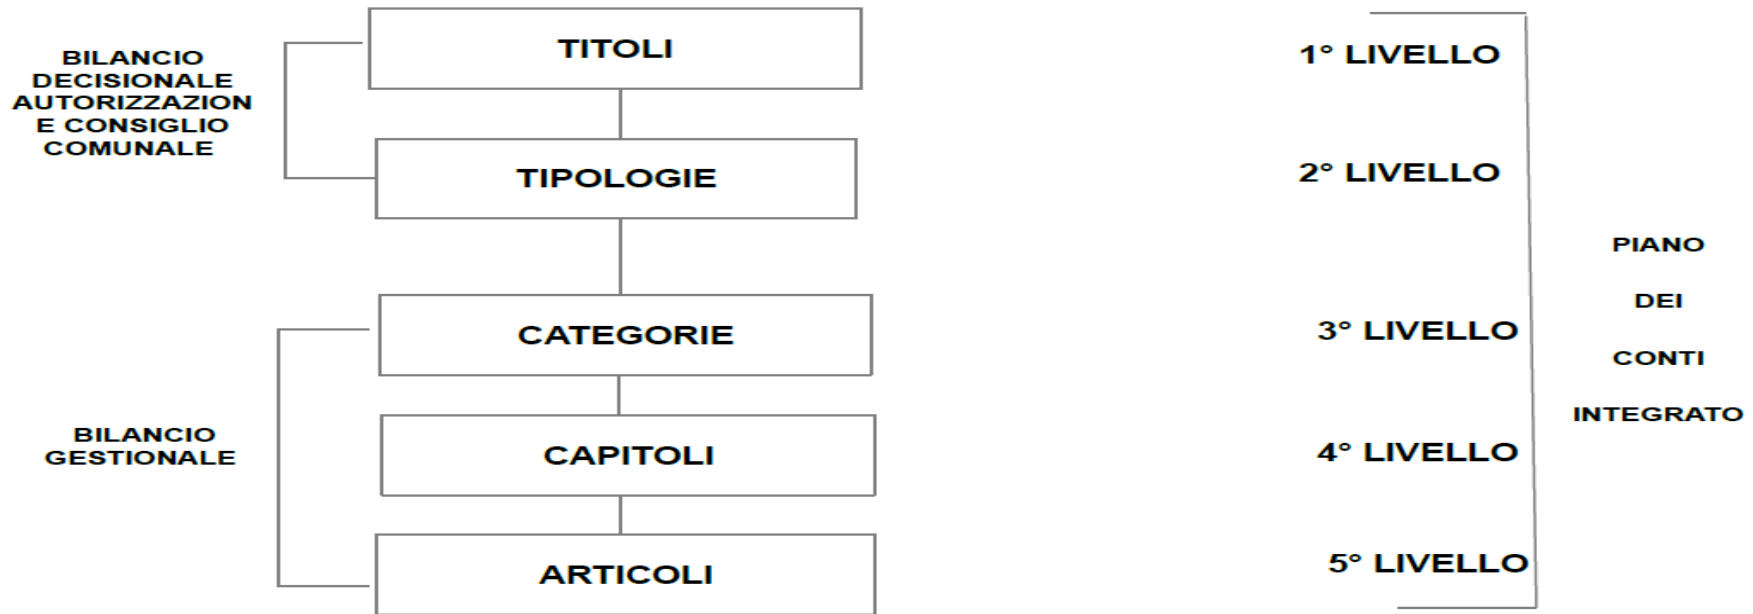 BILANCIO
DECISIONALE
AUTORIZZAZION
E CONSIGLIO
COMUNALE
TITOLI
1° LIVELLO
TIPOLOGIE
2° LIVELLO
CATEGORIE
3° LIVELLO
BILANCIO
GESTIONALE
CAPITOLI
4° LIVELLO
ARTICOLI
5° LIVELLO
PIANO
DEI
CONTI
INTEGRATO